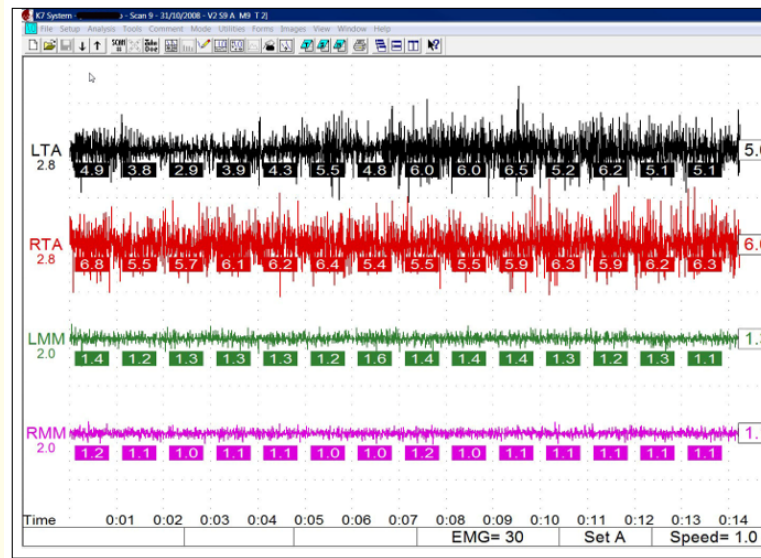 K7 System - - Scan 9 - 31/10/2008 - V2 S9 A M9 T 2|
File Setup Analysis Tools Comment Mode Utilities Forms Images View Window Help
LTA
2.8
4.9 3.8 2.9 3.9 4.3 5.5 4.8 6.0 6.0 6.5 5.2 6.2 5.1 5.1
RTA
2.8
6.8 5.5 5.7 6.1 6.2 6.4 5.4 5.5 5.5 5.9 6.3 5.9 6.2 6.3
LMM
2.0
1.4 1.2 1.3 1.3 1.3 1.2 1.6 1.4 1.4 1.4 1.3 1.2 1.3 1.1
RMM
2.0
1.2 1.1 1.0 1.1 1.1 1.0 1.0 1.2 1.0 1.1 1.1 1.1 1.1 1.1
Time 0:01 0:02 0:03 0:04 0:05 0:06 0:07 0:08 0:09 0:10 0:11 0:12 0:13 0:14
EMG= 30 Set A Speed= 1.0